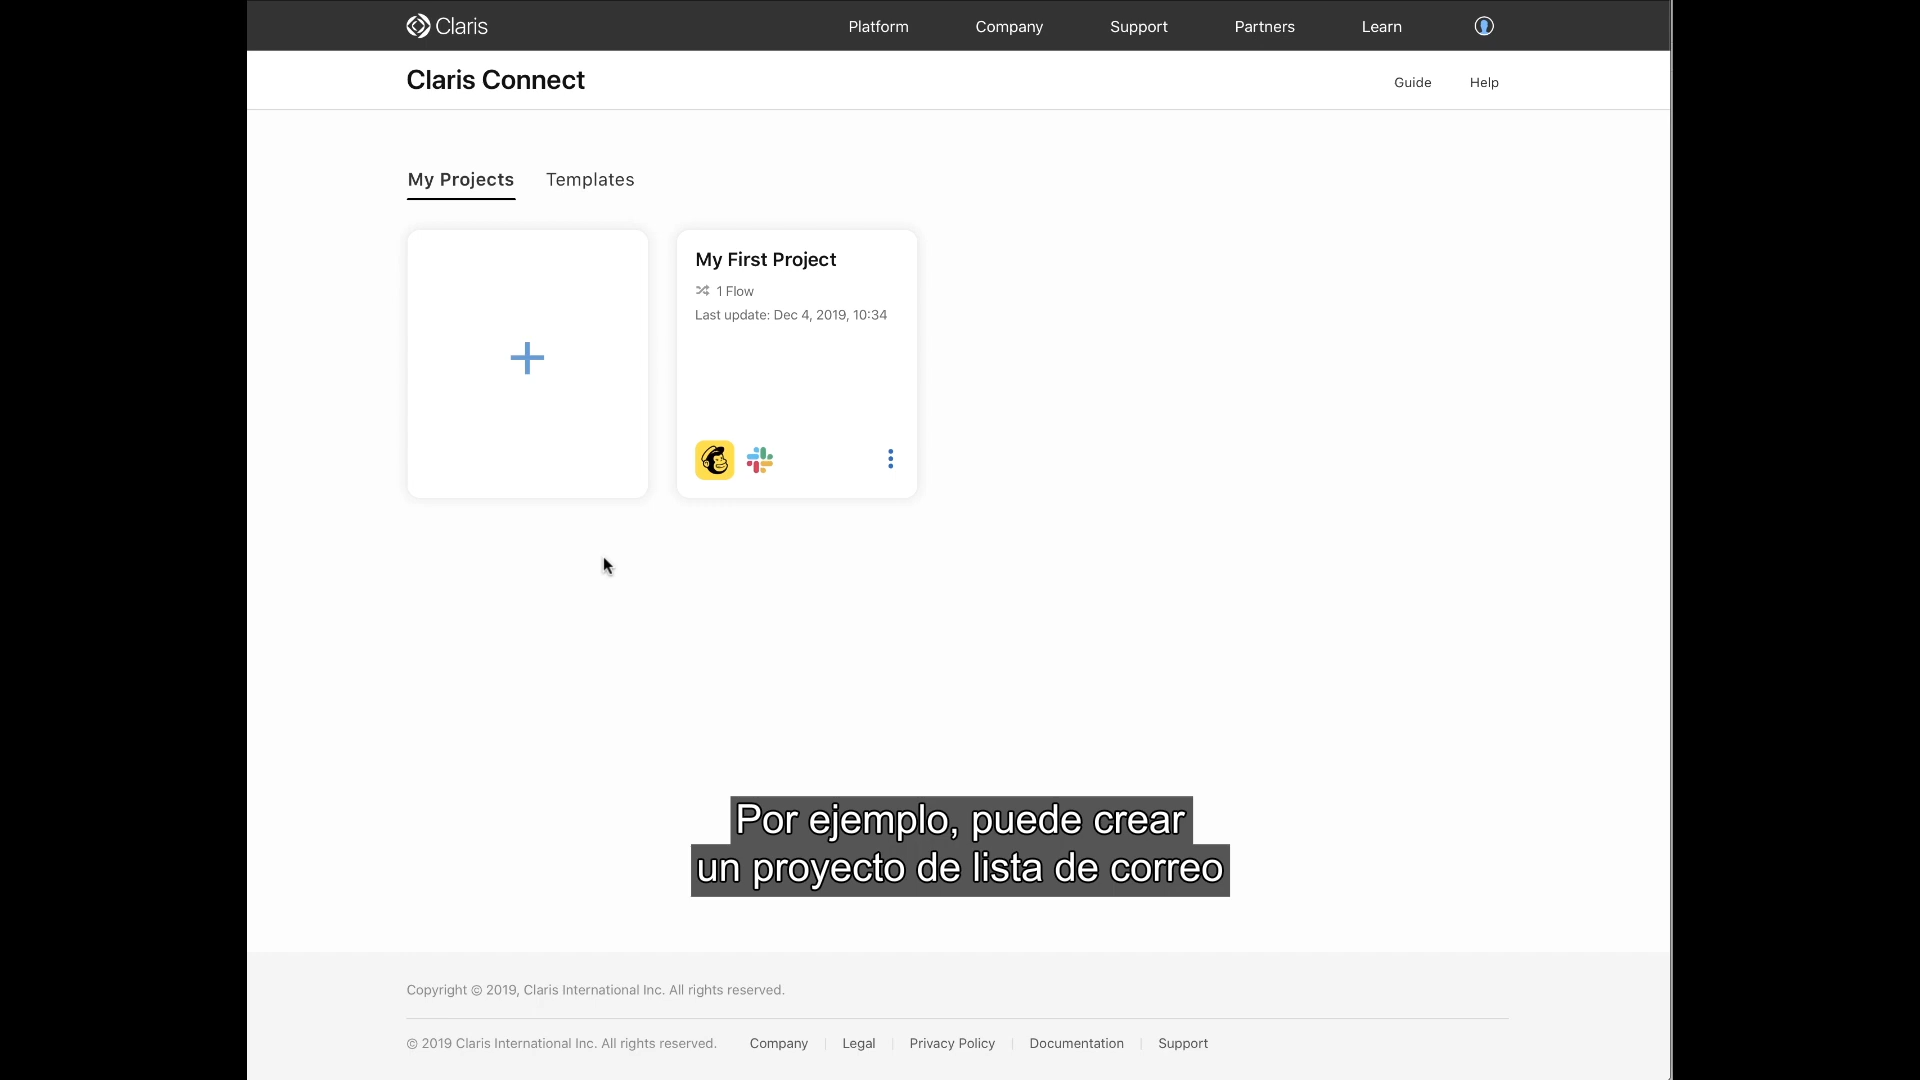 Claris
Platform
Company
Support
Partners
Learn
Claris Connect
Guide
Help
My Projects
Templates
My First Project
1 Flow
Last update: Dec 4, 2019, 10:34
Por ejemplo, puede crear
un proyecto de lista de correo
Copyright © 2019, Claris International Inc. All rights reserved.
© 2019 Claris International Inc. All rights reserved.
Company
Legal
Privacy Policy
Documentation
Support